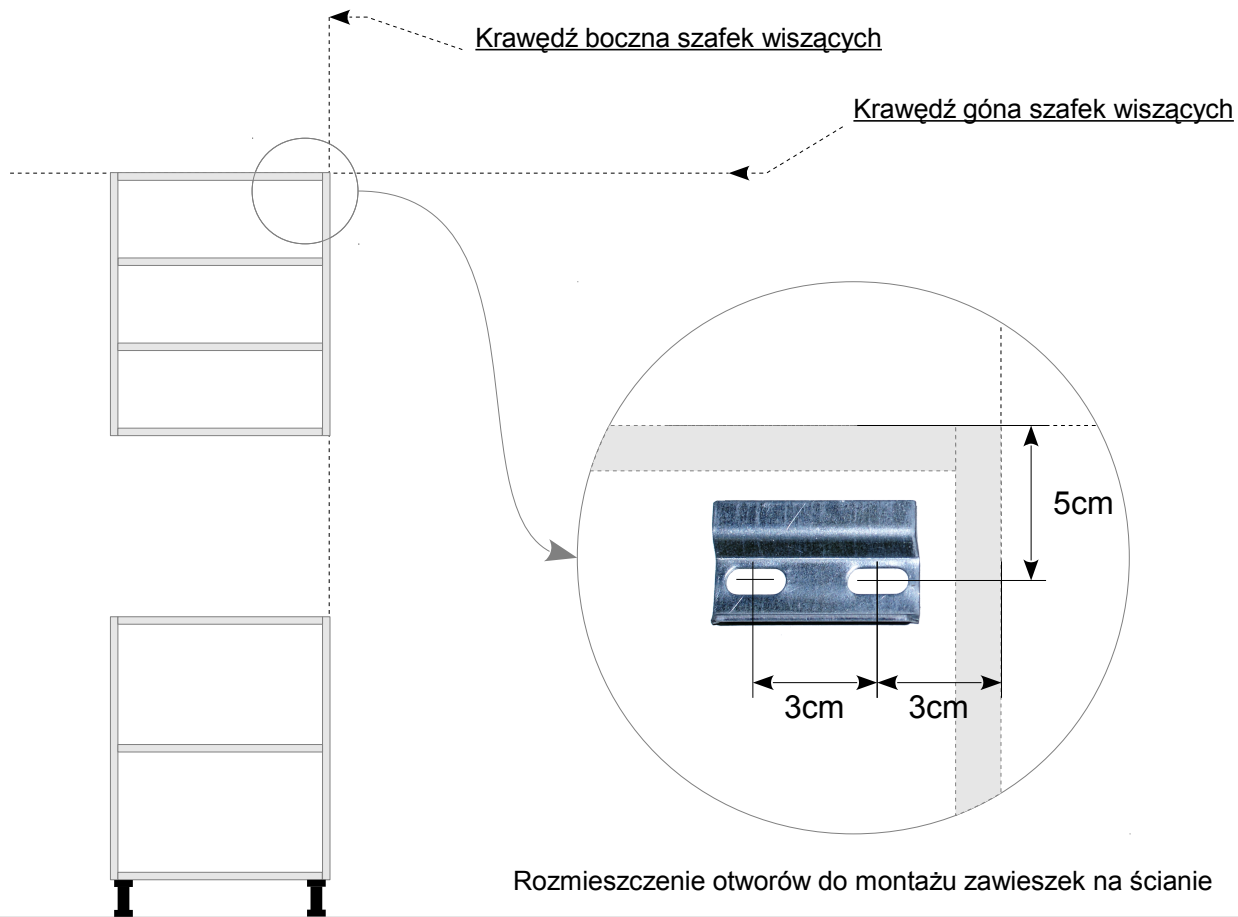 Krawędź boczna szafek wiszących
Krawędź góna szafek wiszących
5cm
3cm 3cm
Rozmieszczenie otworów do montażu zawieszek na ścianie